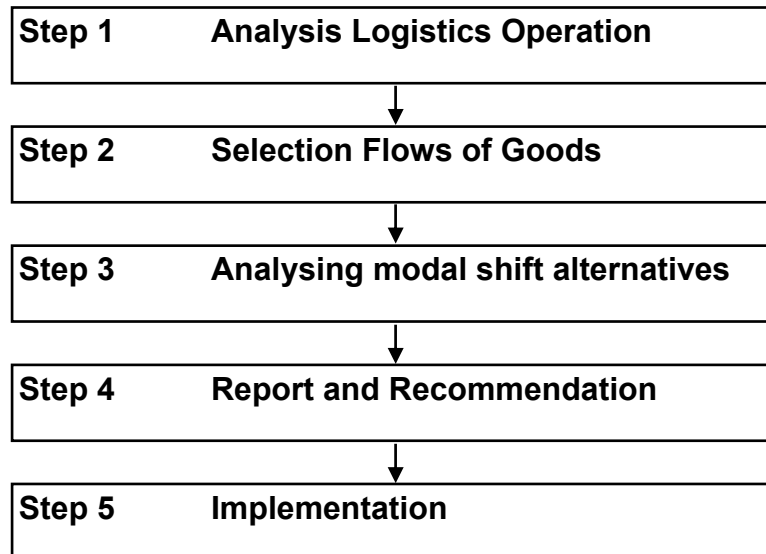 Step 1 Analysis Logistics Operation
Step 2 Selection Flows of Goods
Step 3 Analysing modal shift alternatives
Step 4 Report and Recommendation
Step 5 Implementation